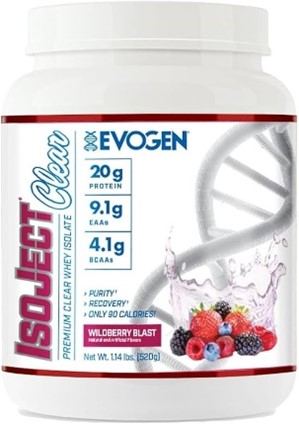 EVOGEN
ISOJECT Clear
PREMIUM CLEAR WHEY ISOLATE
20g
PROTEIN
9.1g
EAAs
4.1g
BCAAs
› PURITY†
› RECOVERY†
› ONLY 90 CALORIES!
WILDBERRY BLAST
Natural and Artificial Flavors
Net Wt. 1.14 lbs. (520g)